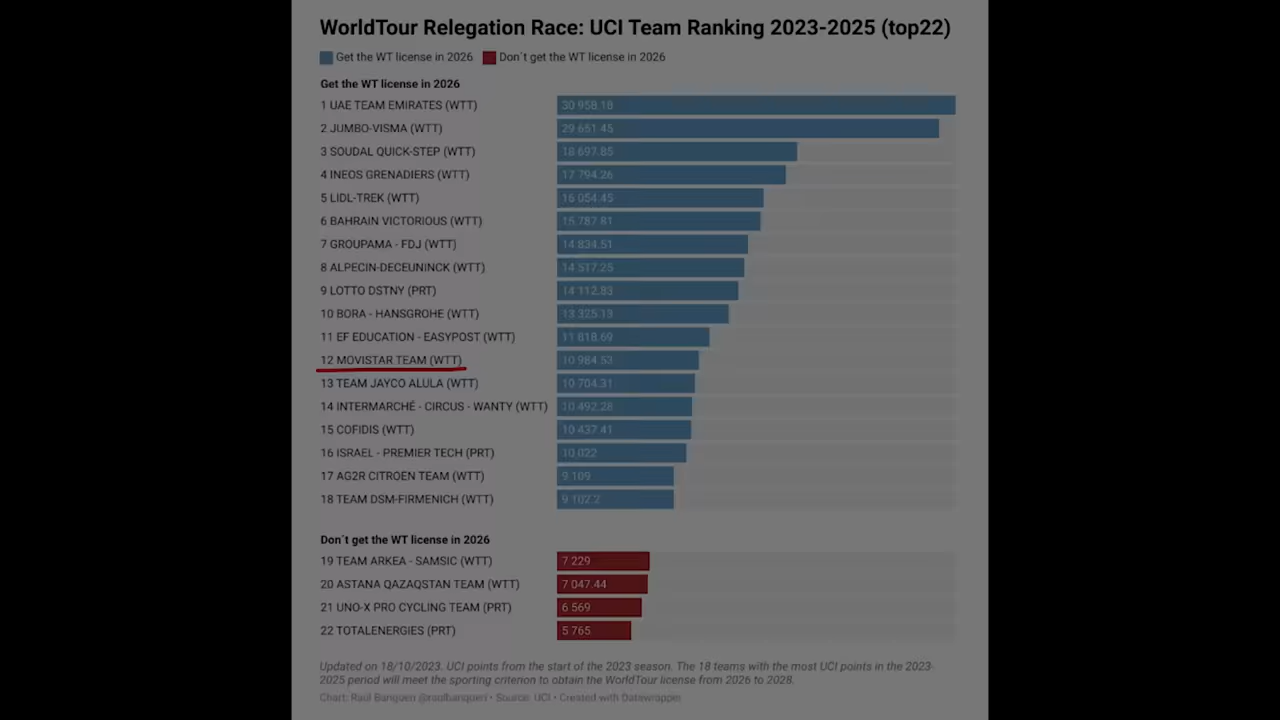 WorldTour Relegation Race: UCI Team Ranking 2023-2025 (top22)
Get the WT license in 2026 Don´t get the WT license in 2026
Get the WT license in 2026
1 UAE TEAM EMIRATES (WTT) 30 958.18
2 JUMBO-VISMA (WTT) 29 651.45
3 SOUDAL QUICK-STEP (WTT) 18 697.85
4 INEOS GRENADIERS (WTT) 17 794.26
5 LIDL-TREK (WTT) 16 054.45
6 BAHRAIN VICTORIOUS (WTT) 15 787.81
7 GROUPAMA - FDJ (WTT) 14 834.51
8 ALPECIN-DECEUNINCK (WTT) 14 517.25
9 LOTTO DSTNY (PRT) 14 112.83
10 BORA - HANSGROHE (WTT) 13 325.13
11 EF EDUCATION - EASYPOST (WTT) 11 818.69
12 MOVISTAR TEAM (WTT) 10 984.53
13 TEAM JAYCO ALULA (WTT) 10 704.31
14 INTERMARCHÉ - CIRCUS - WANTY (WTT) 10 492.28
15 COFIDIS (WTT) 10 437.41
16 ISRAEL - PREMIER TECH (PRT) 10 022
17 AG2R CITROËN TEAM (WTT) 9 109
18 TEAM DSM-FIRMENICH (WTT) 9 102.2
Don´t get the WT license in 2026
19 TEAM ARKEA - SAMSIC (WTT) 7 229
20 ASTANA QAZAQSTAN TEAM (WTT) 7 047.44
21 UNO-X PRO CYCLING TEAM (PRT) 6 569
22 TOTALENERGIES (PRT) 5 765
Updated on 18/10/2023. UCI points from the start of the 2023 season. The 18 teams with the most UCI points in the 2023-
2025 period will meet the sporting criterion to obtain the WorldTour license from 2026 to 2028.
Chart: Raúl Banqueri @raulbanqueri • Source: UCI • Created with Datawrapper